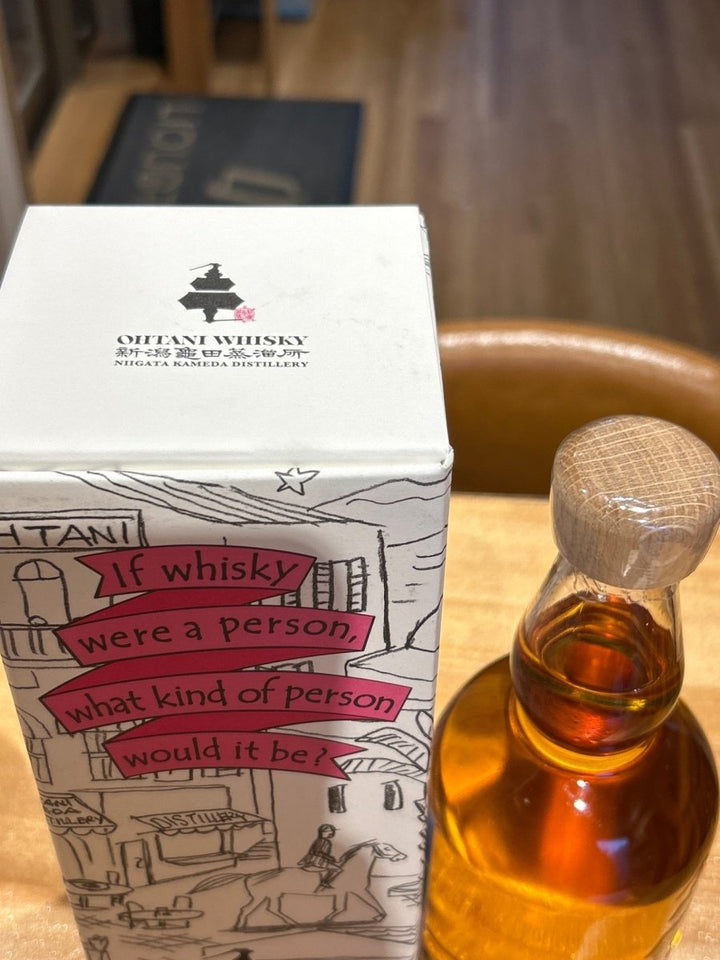 OHTANI WHISKY
新潟亀田蒸溜所
NIIGATA KAMEDA DISTILLERY
HTANI
If whisky
were a person,
what kind of person
would it be?
DISTILLERY